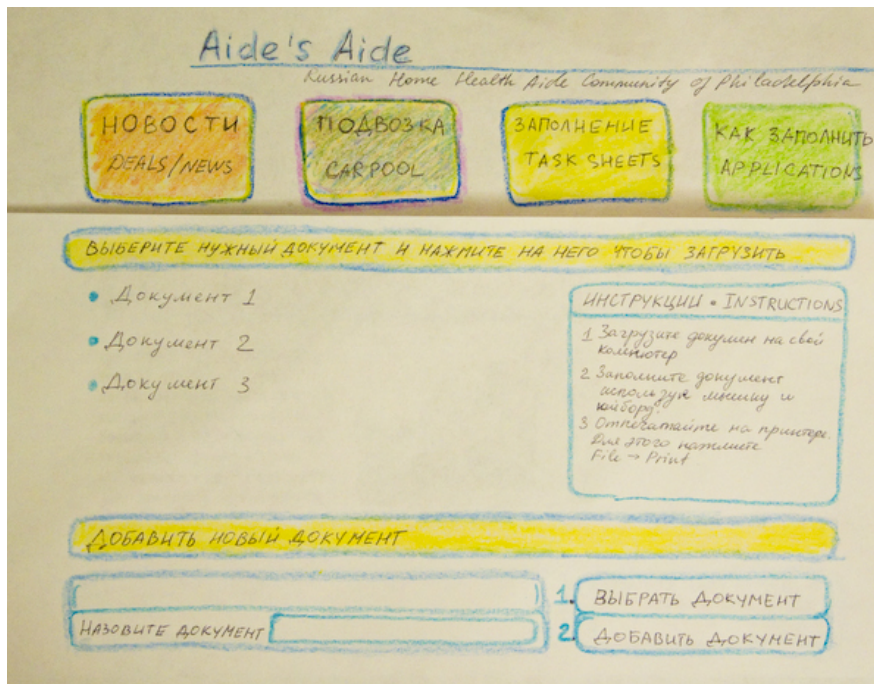 Aide's Aide
Russian Home Health Aide Community of Philadelphia
НОВОСТИ
DEALS/NEWS
ПОДВОЗКА
CARPOOL
ЗАПОЛНЕНИЕ
TASK SHEETS
КАК ЗАПОЛНИТЬ
APPLICATIONS
ВЫБЕРИТЕ НУЖНЫЙ ДОКУМЕНТ И НАЖМИТЕ НА НЕГО ЧТОБЫ ЗАГРУЗИТЬ
• Документ 1
• Документ 2
• Документ 3
ИНСТРУКЦИИ • INSTRUCTIONS
1 Загрузите докумен на свой
компютер
2 Заполните документ
используя мышку и
кийборд.
3 Отпечатайте на принтере.
Для этого нажмите
File → Print
ДОБАВИТЬ НОВЫЙ ДОКУМЕНТ
НАЗОВИТЕ ДОКУМЕНТ
1. ВЫБРАТЬ ДОКУМЕНТ
2. ДОБАВИТЬ ДОКУМЕНТ